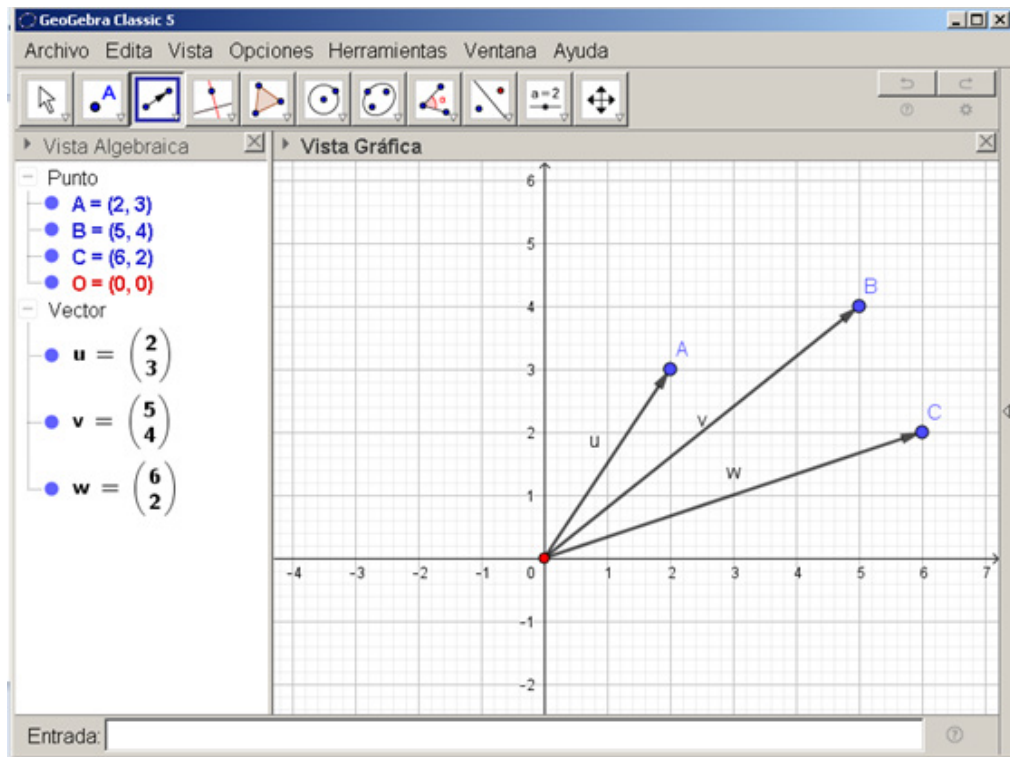 GeoGebra Classic 5
Archivo Edita Vista Opciones Herramientas Ventana Ayuda
A
a=2
Vista Algebraica
Vista Gráfica
Punto
A = (2, 3)
B = (5, 4)
C = (6, 2)
O = (0, 0)
Vector
u = (2
3)
v = (5
4)
w = (6
2)
6
5
4
3
2
1
-1
-2
-4 -3 -2 -1 0 1 2 3 4 5 6 7
A
B
C
u
v
w
Entrada: